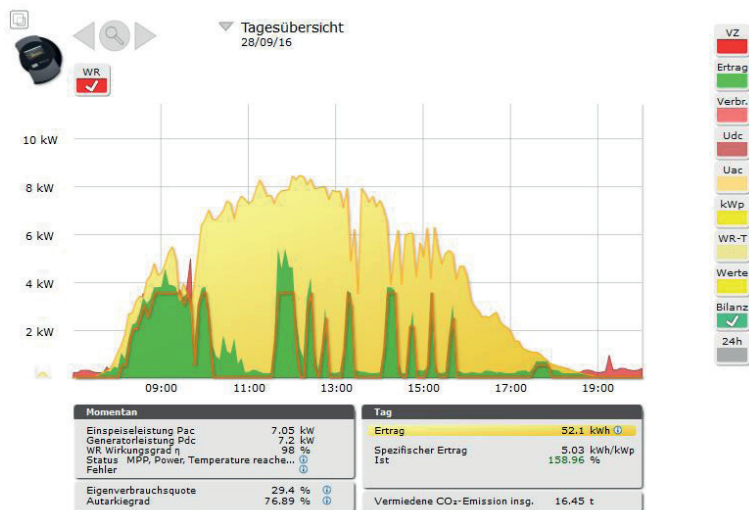 Tagesübersicht
28/09/16
WR
VZ
Ertrag
Verbr.
Udc
Uac
kWp
WR-T
Werte
Bilanz
24h
10 kW
8 kW
6 kW
4 kW
2 kW
09:00 11:00 13:00 15:00 17:00 19:00
Momentan
Einspeiseleistung Pac 7.05 kW
Generatorleistung Pdc 7.2 kW
WR Wirkungsgrad η 98 %
Status MPP, Power, Temperature reache...
Fehler
Eigenverbrauchsquote 29.4 %
Autarkiegrad 76.89 %
Tag
Ertrag 52.1 kWh
Spezifischer Ertrag 5.03 kWh/kWp
Ist 158.96 %
Vermiedene CO₂-Emission insg. 16.45 t